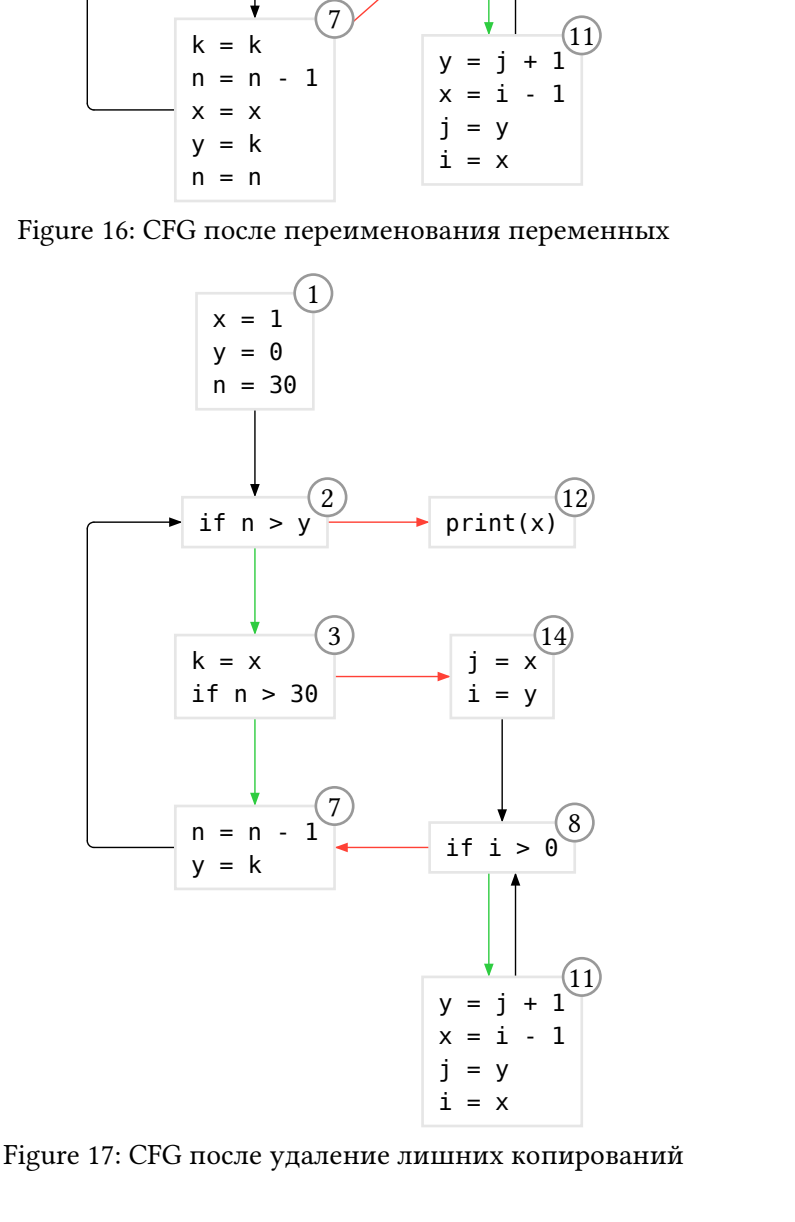 7
k = k
n = n - 1
x = x
y = k
n = n
11
y = j + 1
x = i - 1
j = y
i = x
Figure 16: CFG после переименования переменных
1
x = 1
y = 0
n = 30
2
if n > y
12
print(x)
3
k = x
if n > 30
14
j = x
i = y
7
n = n - 1
y = k
8
if i > 0
11
y = j + 1
x = i - 1
j = y
i = x
Figure 17: CFG после удаление лишних копирований